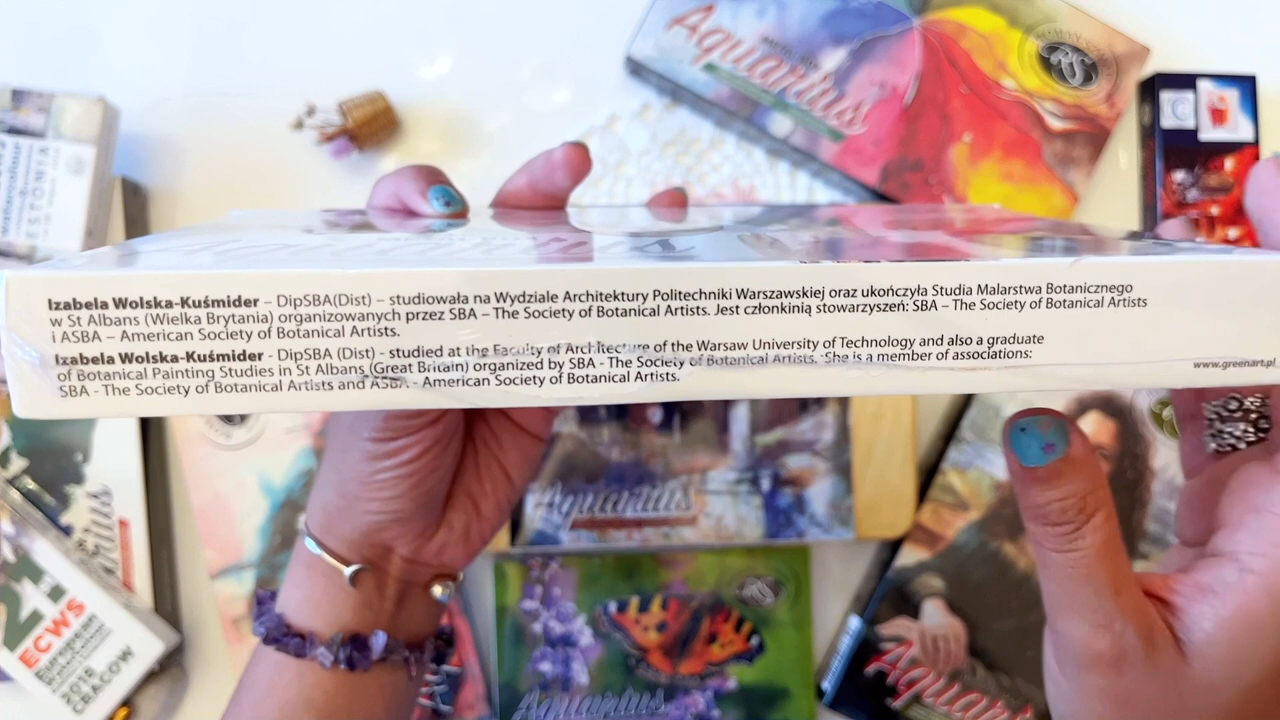 Aquarius
RS
Izabela Wolska-Kuśmider – DipSBA(Dist) – studiowała na Wydziale Architektury Politechniki Warszawskiej oraz ukończyła Studia Malarstwa Botanicznego
w St Albans (Wielka Brytania) organizowanych przez SBA – The Society of Botanical Artists. Jest członkinią stowarzyszeń: SBA – The Society of Botanical Artists
i ASBA – American Society of Botanical Artists.
Izabela Wolska-Kuśmider - DipSBA (Dist) - studied at the Faculty of Architecture of the Warsaw University of Technology and also a graduate
of Botanical Painting Studies in St Albans (Great Britain) organized by SBA - The Society of Botanical Artists. She is a member of associations:
SBA - The Society of Botanical Artists and ASBA - American Society of Botanical Artists.
www.greenart.pl
Aquarius
21
ECWS
European
2018
CRACOW
Aquarius
Aquari